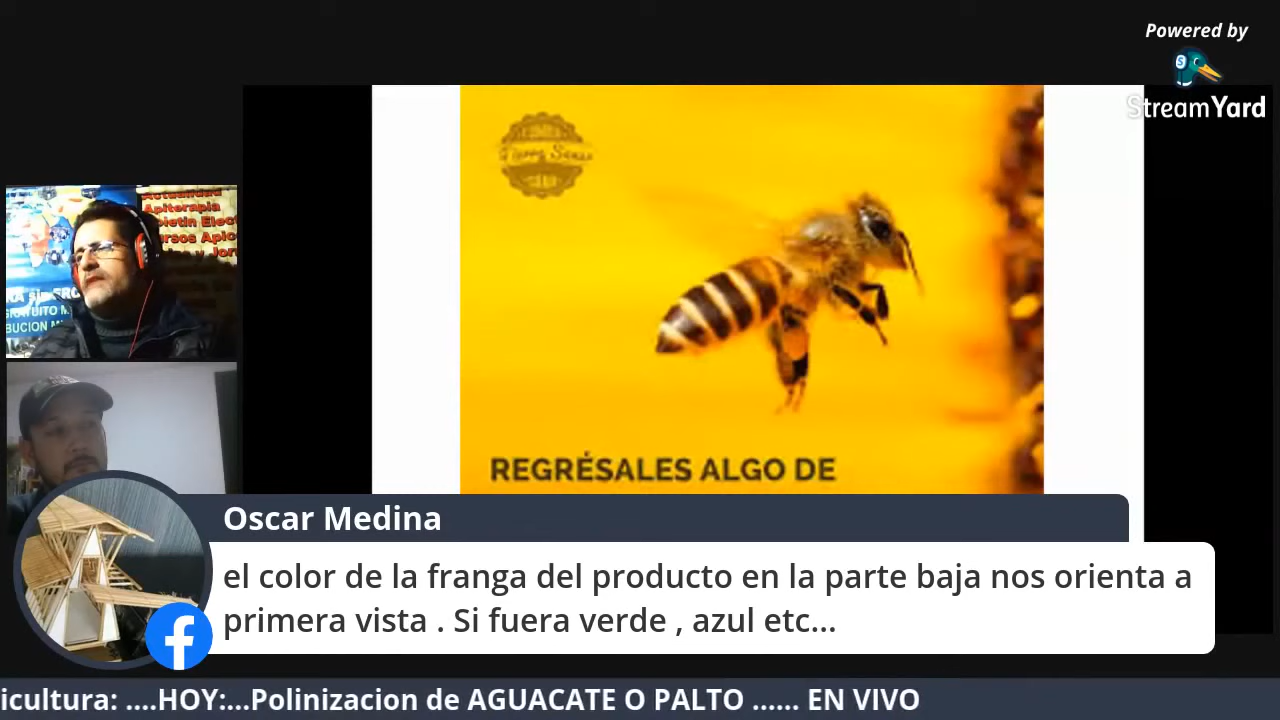 Powered by
StreamYard
Apiterapia
REGRÉSALES ALGO DE
Oscar Medina
el color de la franga del producto en la parte baja nos orienta a
primera vista . Si fuera verde , azul etc...
icultura: ....HOY:...Polinizacion de AGUACATE O PALTO ...... EN VIVO